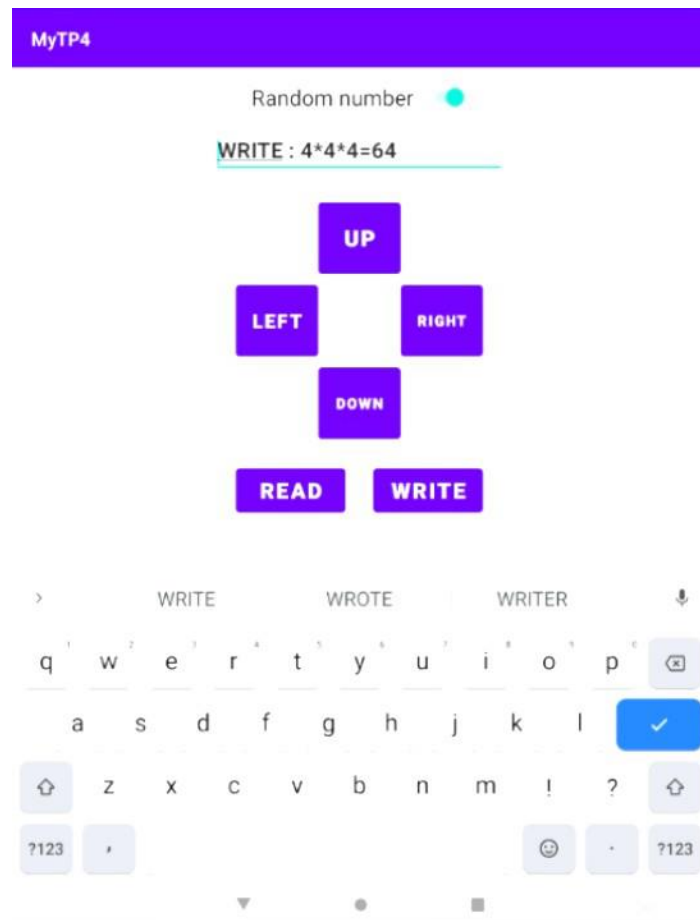 MyTP4
Random number
WRITE : 4*4*4=64
UP
LEFT RIGHT
DOWN
READ WRITE
WRITE WROTE WRITER
q w e r t y u i o p
a s d f g h j k l
z x c v b n m ! ?
?123 , . ?123